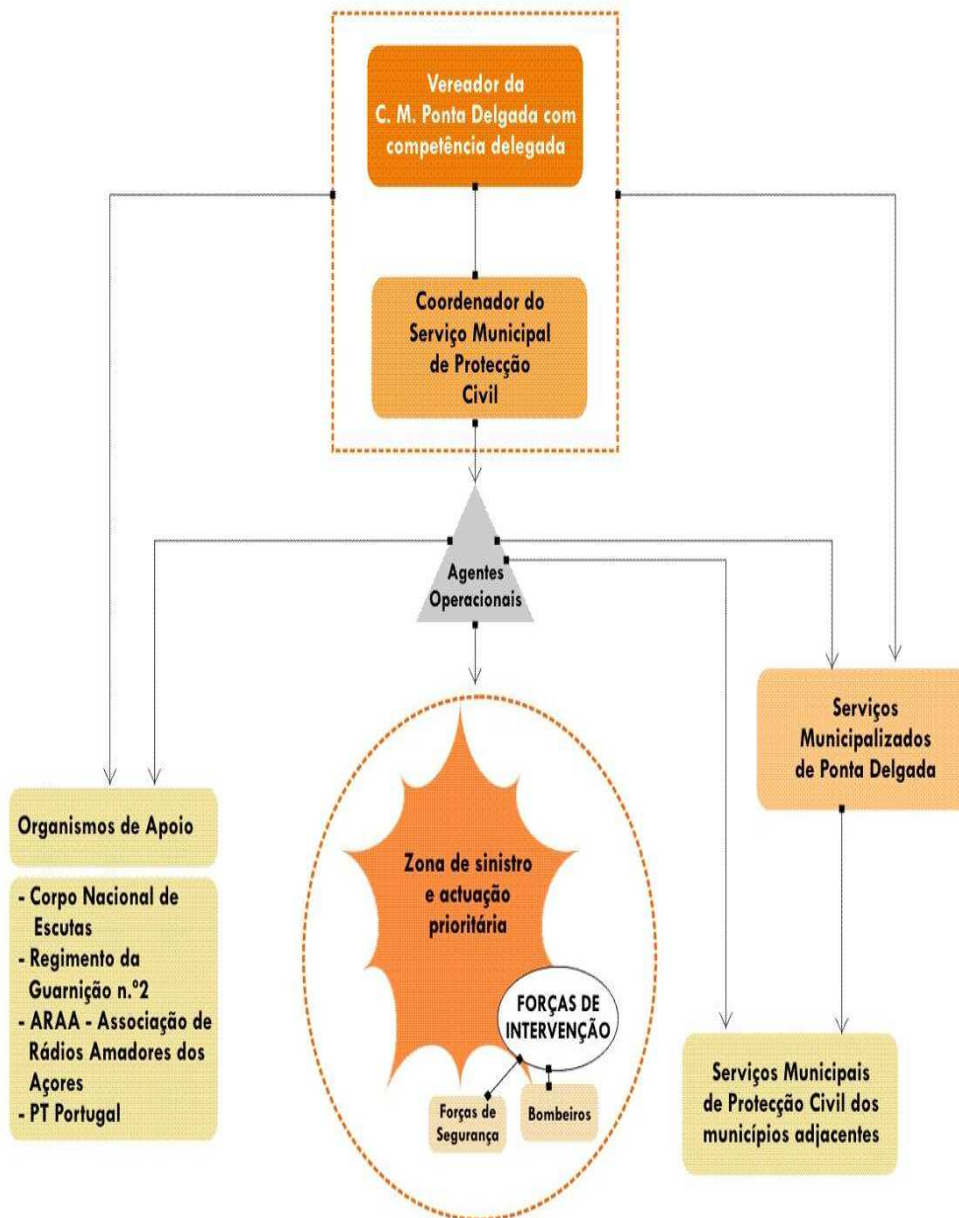 Vereador da
C. M. Ponta Delgada com
competência delegada
Coordenador do
Serviço Municipal
de Protecção
Civil
Agentes
Operacionais
Serviços
Municipalizados
de Ponta Delgada
Organismos de Apoio
- Corpo Nacional de
Escutas
- Regimento da
Guarnição n.º2
- ARAA - Associação de
Rádios Amadores dos
Açores
- PT Portugal
Zona de sinistro
e actuação
prioritária
FORÇAS DE
INTERVENÇÃO
Forças de
Segurança
Bombeiros
Serviços Municipais
de Protecção Civil dos
municípios adjacentes